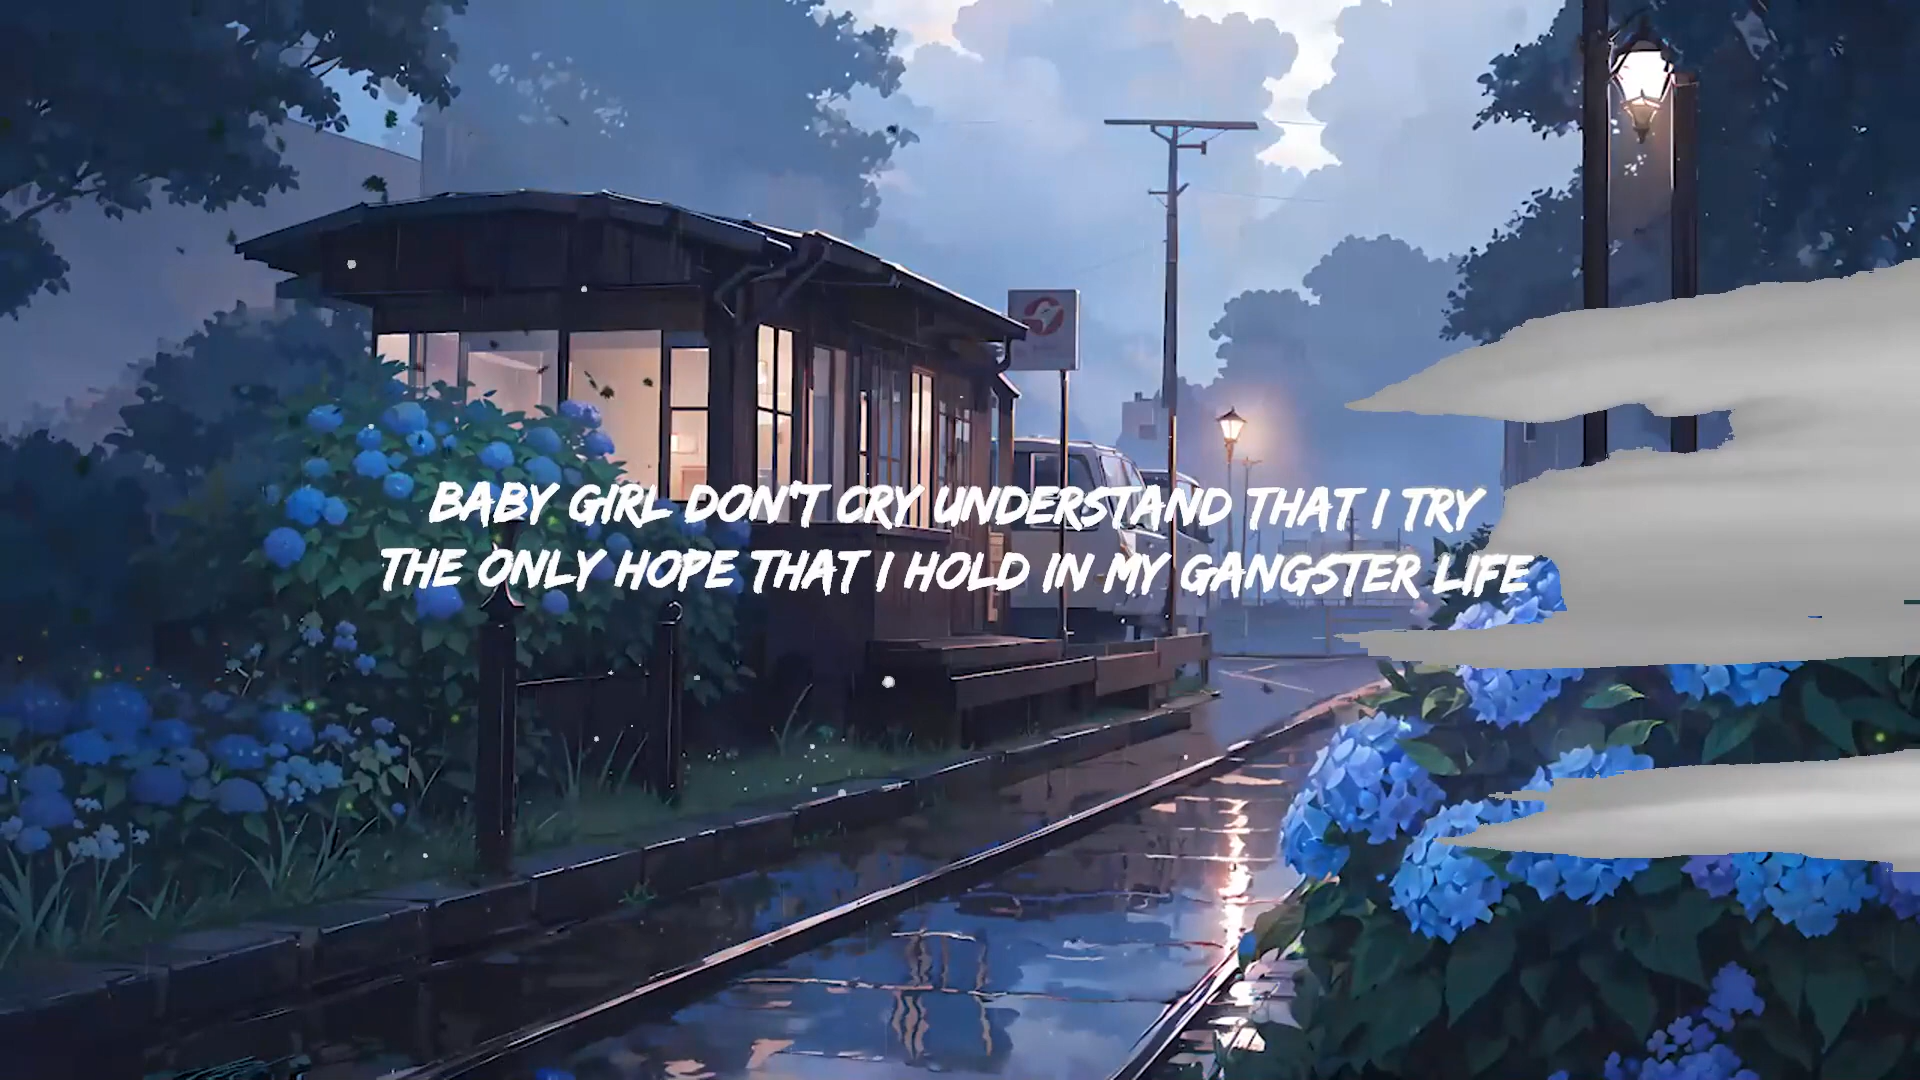 BABY GIRL DON'T CRY UNDERSTAND THAT I TRY
THE ONLY HOPE THAT I HOLD IN MY GANGSTER LIFE